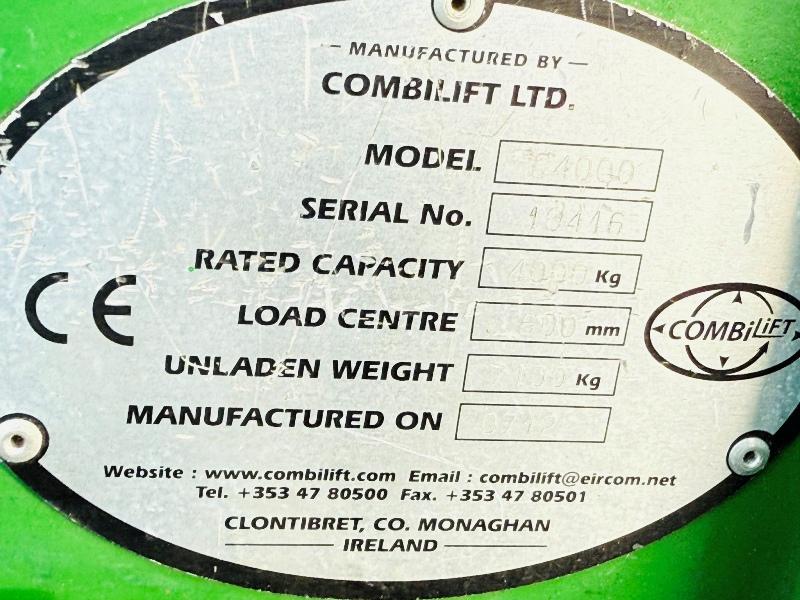 — MANUFACTURED BY —
COMBILIFT LTD.
MODEL C4000
SERIAL No.
RATED CAPACITY 4000 Kg
LOAD CENTRE 600 mm
UNLADEN WEIGHT Kg
MANUFACTURED ON
CE
COMBiLiFT
Website : www.combilift.com Email : combilift@eircom.net
Tel. +353 47 80500 Fax. +353 47 80501
CLONTIBRET, CO. MONAGHAN
IRELAND